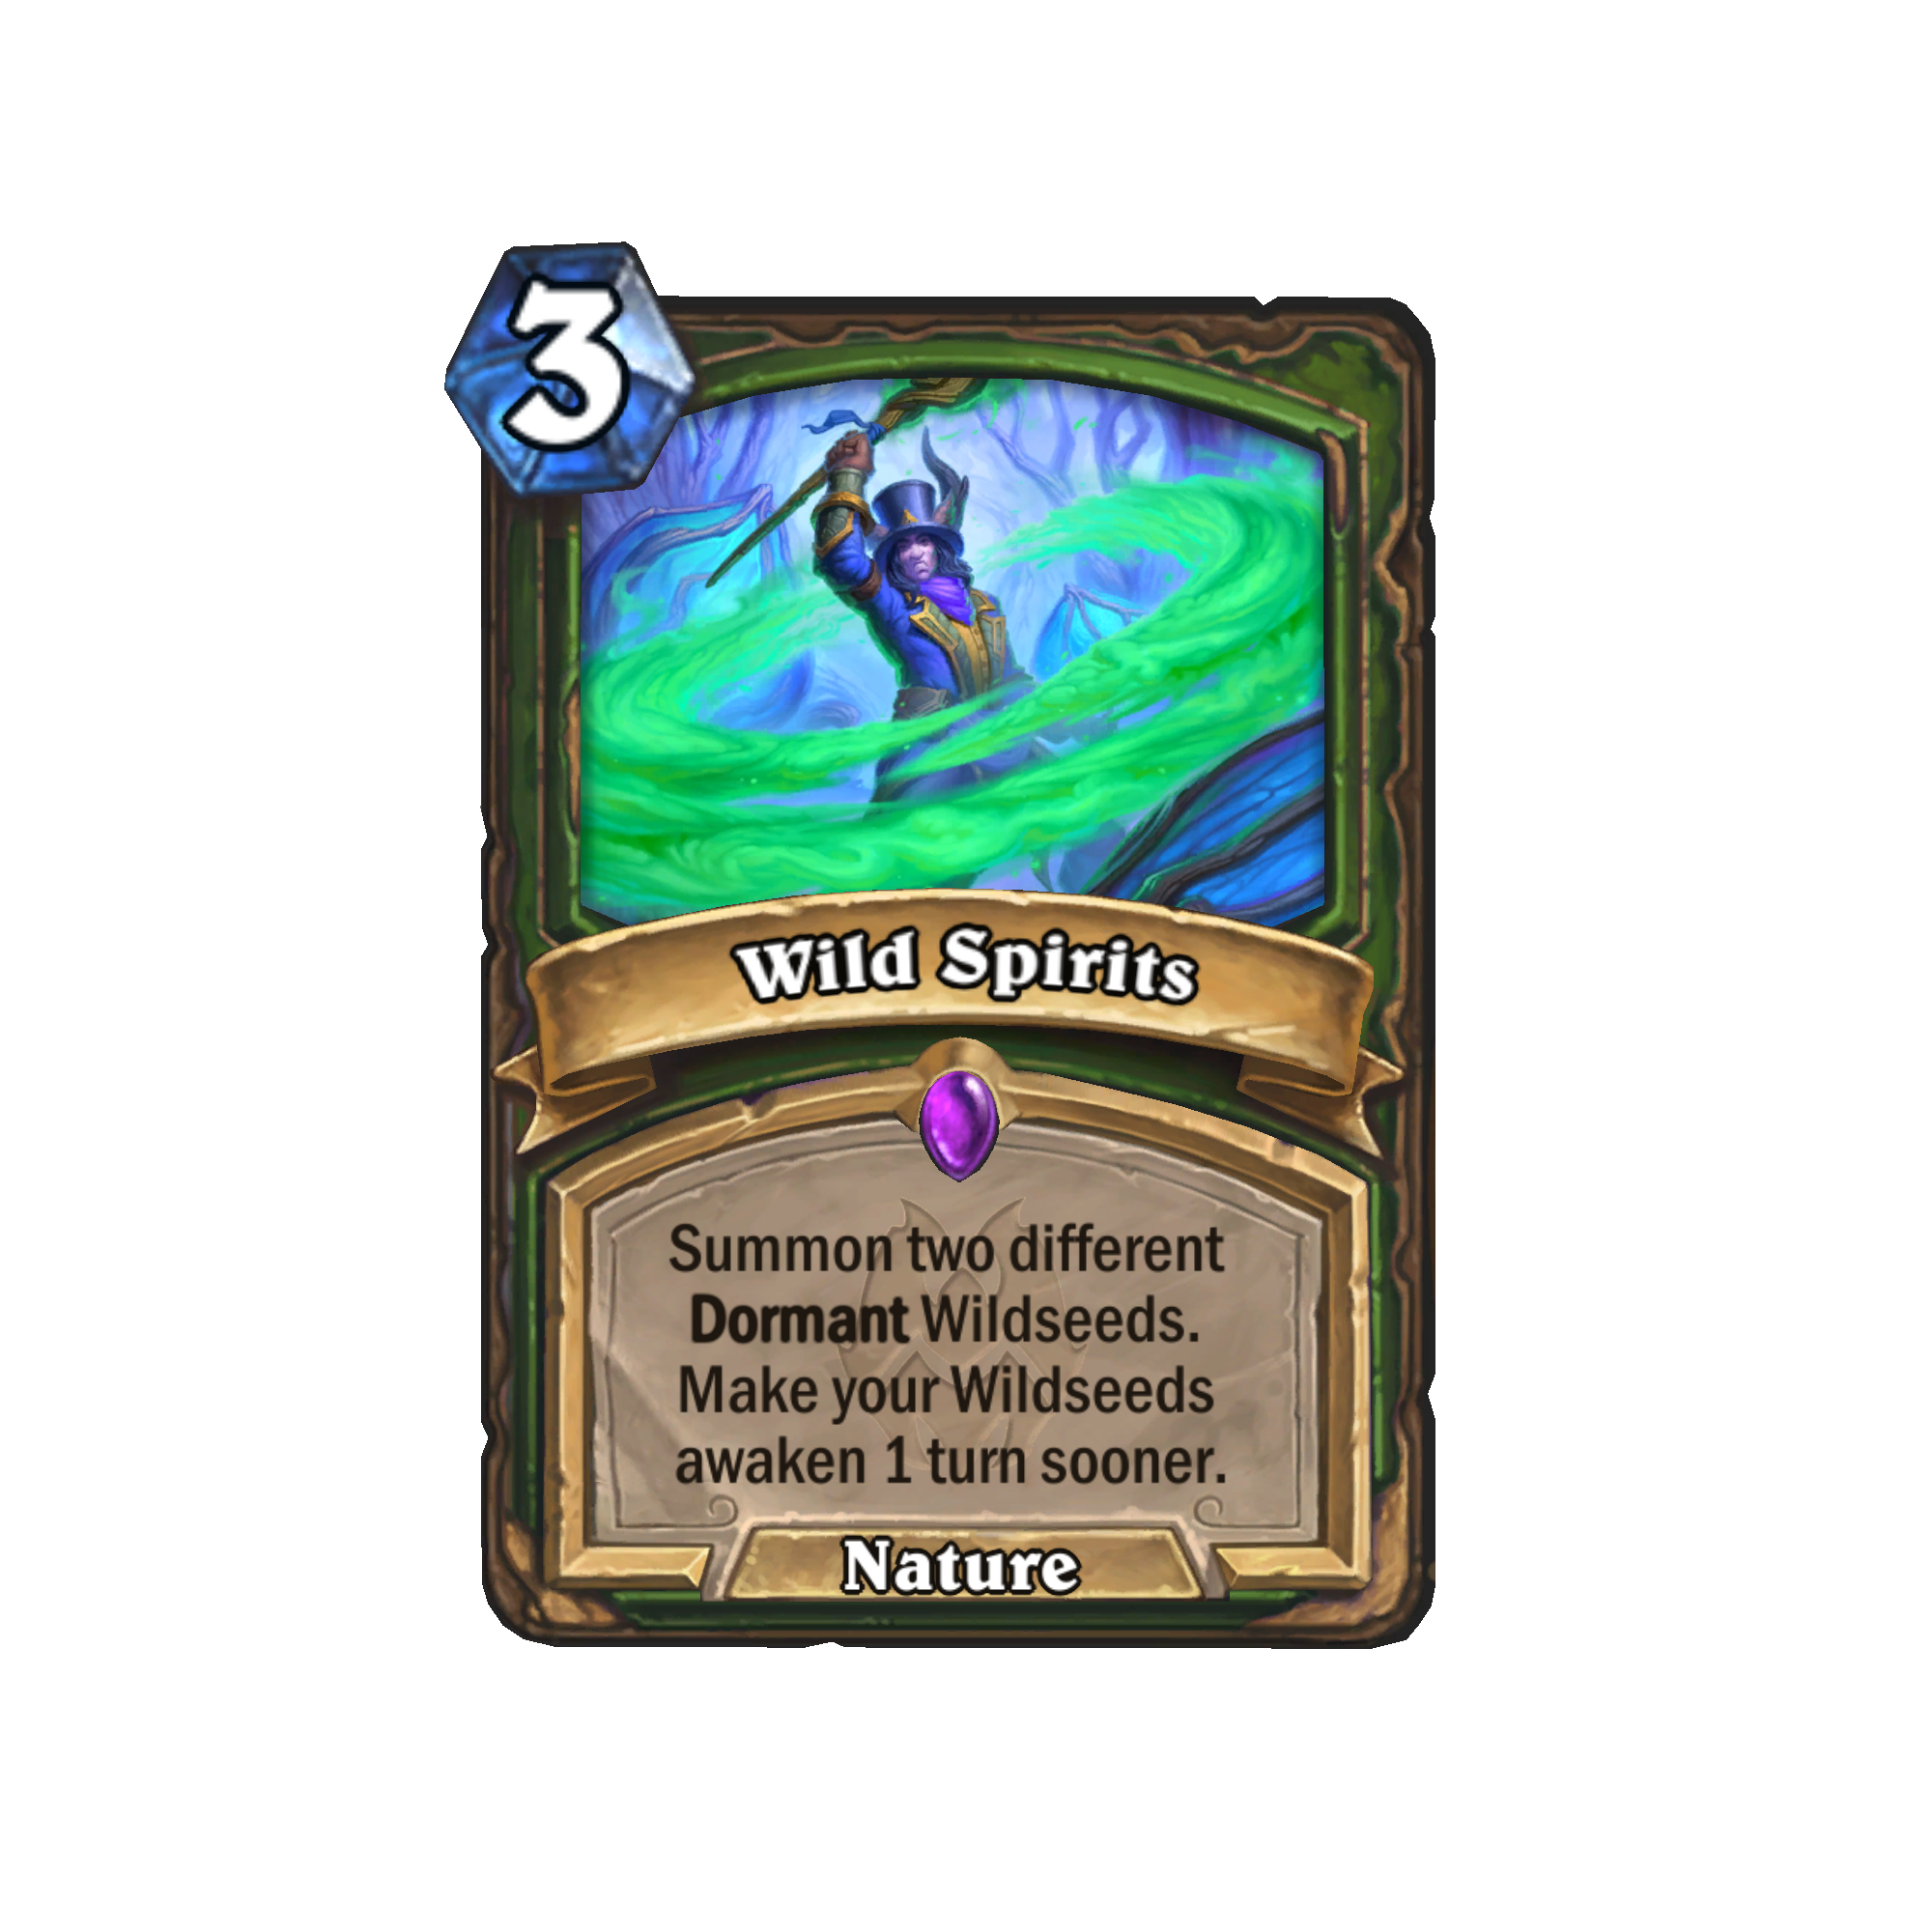 3
Wild Spirits
Summon two different
Dormant Wildseeds.
Make your Wildseeds
awaken 1 turn sooner.
Nature